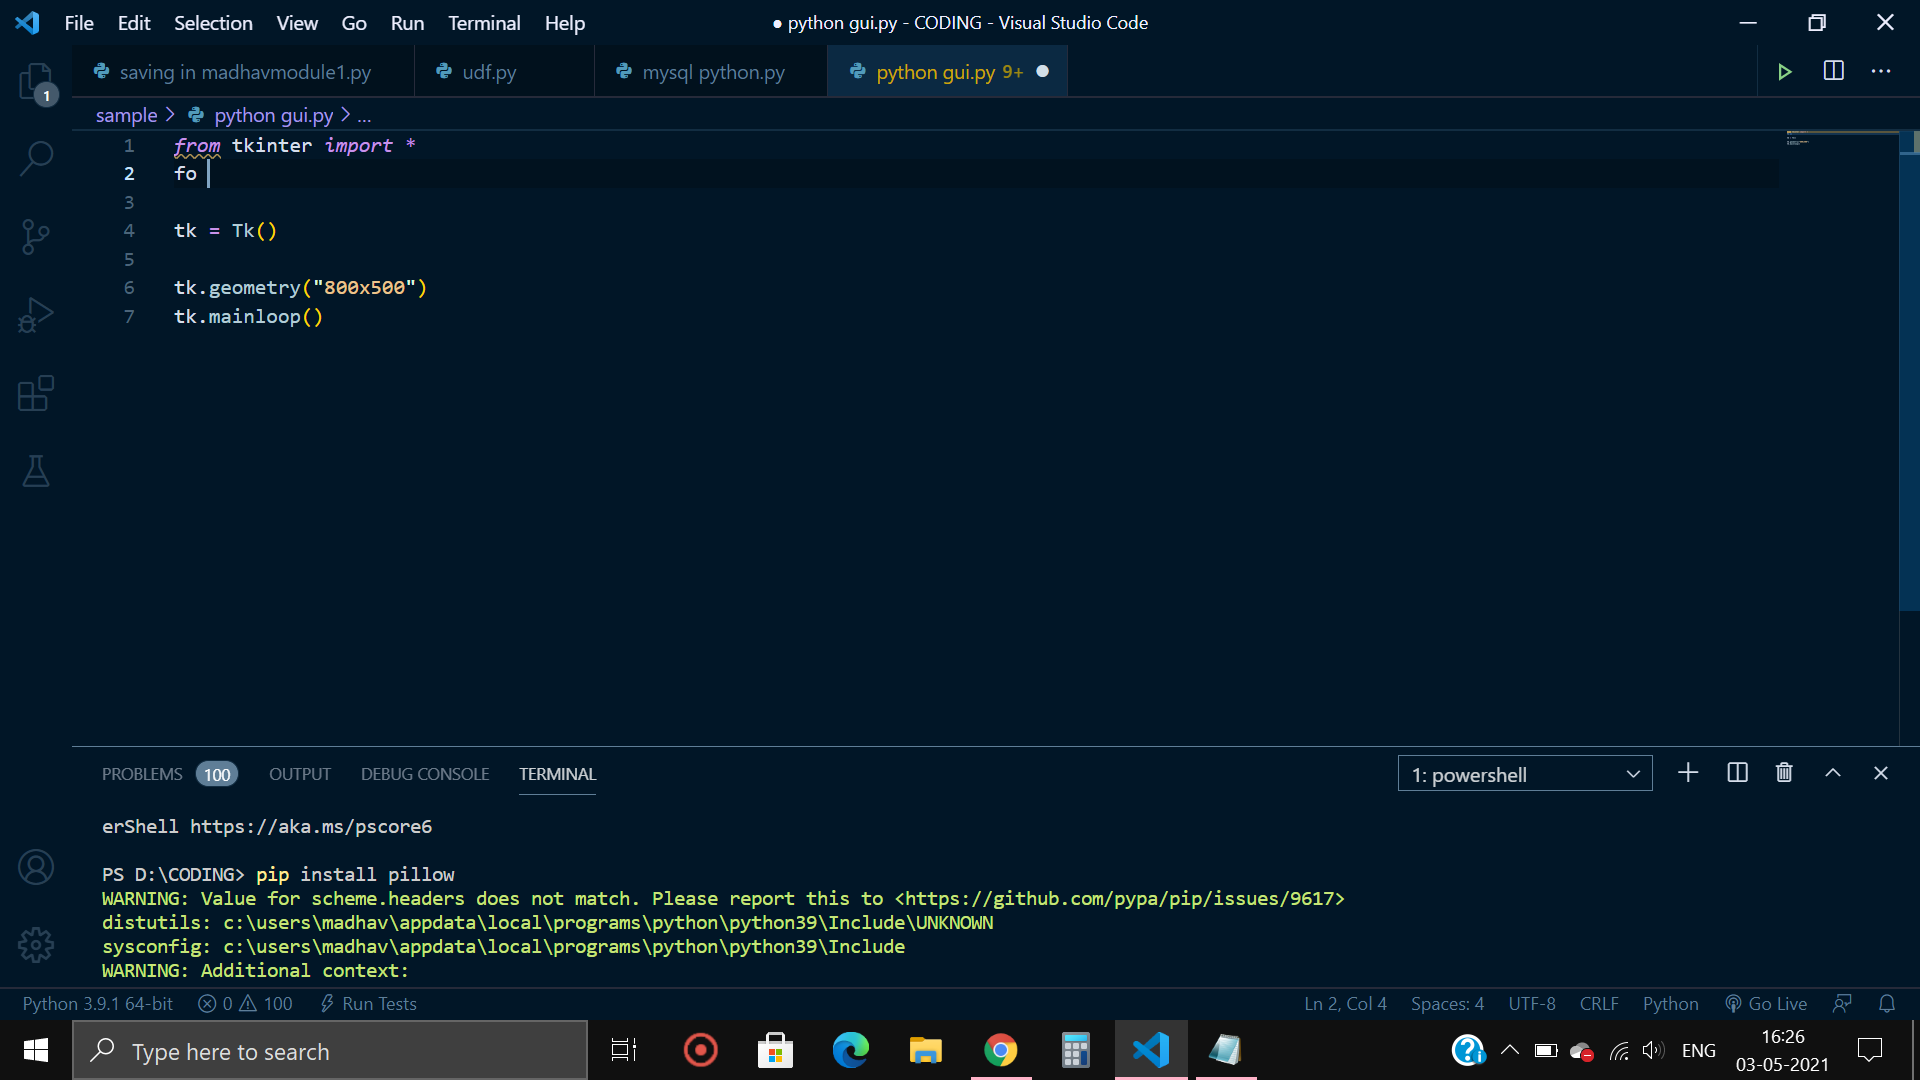 File Edit Selection View Go Run Terminal Help ● python gui.py - CODING - Visual Studio Code
saving in madhavmodule1.py udf.py mysql python.py python gui.py 9+
1
sample > python gui.py > ...
1 from tkinter import *
2 fo
3
4 tk = Tk()
5
6 tk.geometry("800x500")
7 tk.mainloop()
PROBLEMS 100 OUTPUT DEBUG CONSOLE TERMINAL 1: powershell
erShell https://aka.ms/pscore6
PS D:\CODING> pip install pillow
WARNING: Value for scheme.headers does not match. Please report this to <https://github.com/pypa/pip/issues/9617>
distutils: c:\users\madhav\appdata\local\programs\python\python39\Include\UNKNOWN
sysconfig: c:\users\madhav\appdata\local\programs\python\python39\Include
WARNING: Additional context:
Python 3.9.1 64-bit 0 100 Run Tests Ln 2, Col 4 Spaces: 4 UTF-8 CRLF Python Go Live
Type here to search ENG 16:26
03-05-2021